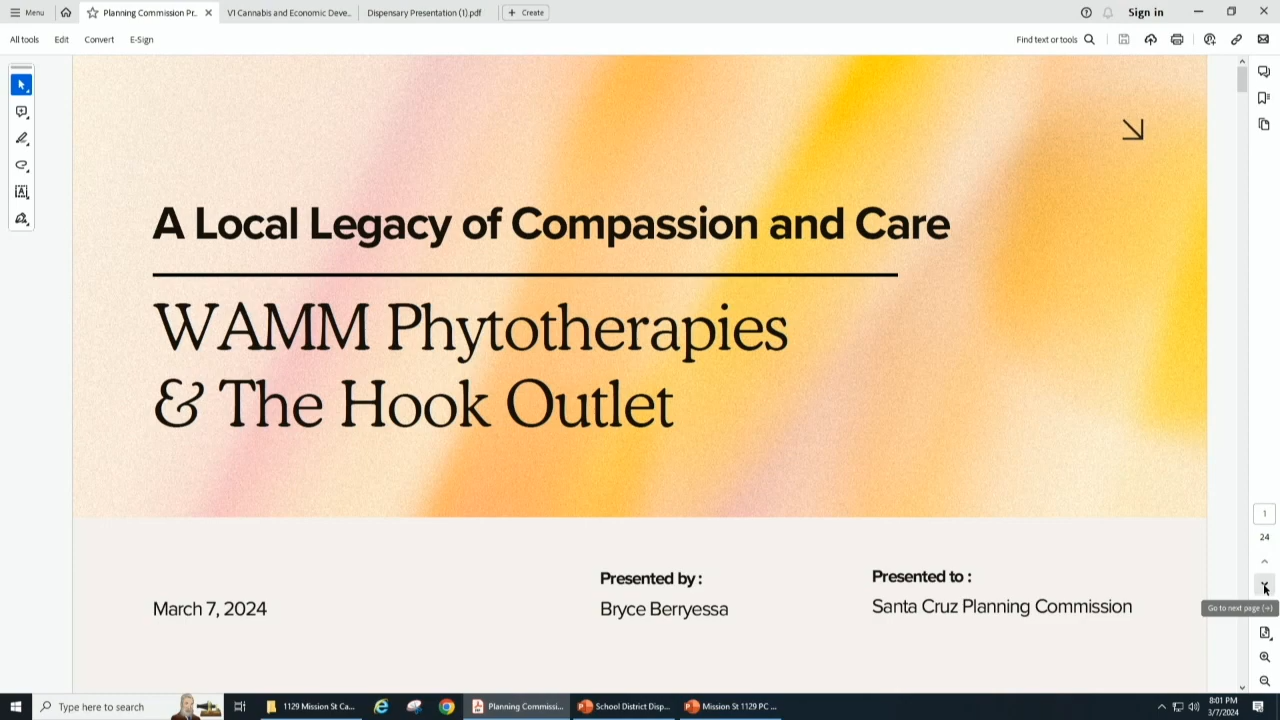 Menu
Planning Commission Pr...
VI Cannabis and Economic Deve...
Dispensary Presentation (1).pdf
Create
Sign in
All tools
Edit
Convert
E-Sign
Find text or tools
A Local Legacy of Compassion and Care
WAMM Phytotherapies
& The Hook Outlet
March 7, 2024
Presented by :
Bryce Berryessa
Presented to :
Santa Cruz Planning Commission
1
24
Go to next page (→)
Type here to search
1129 Mission St Ca...
Planning Commissi...
School District Disp...
Mission St 1129 PC ...
8:01 PM
3/7/2024